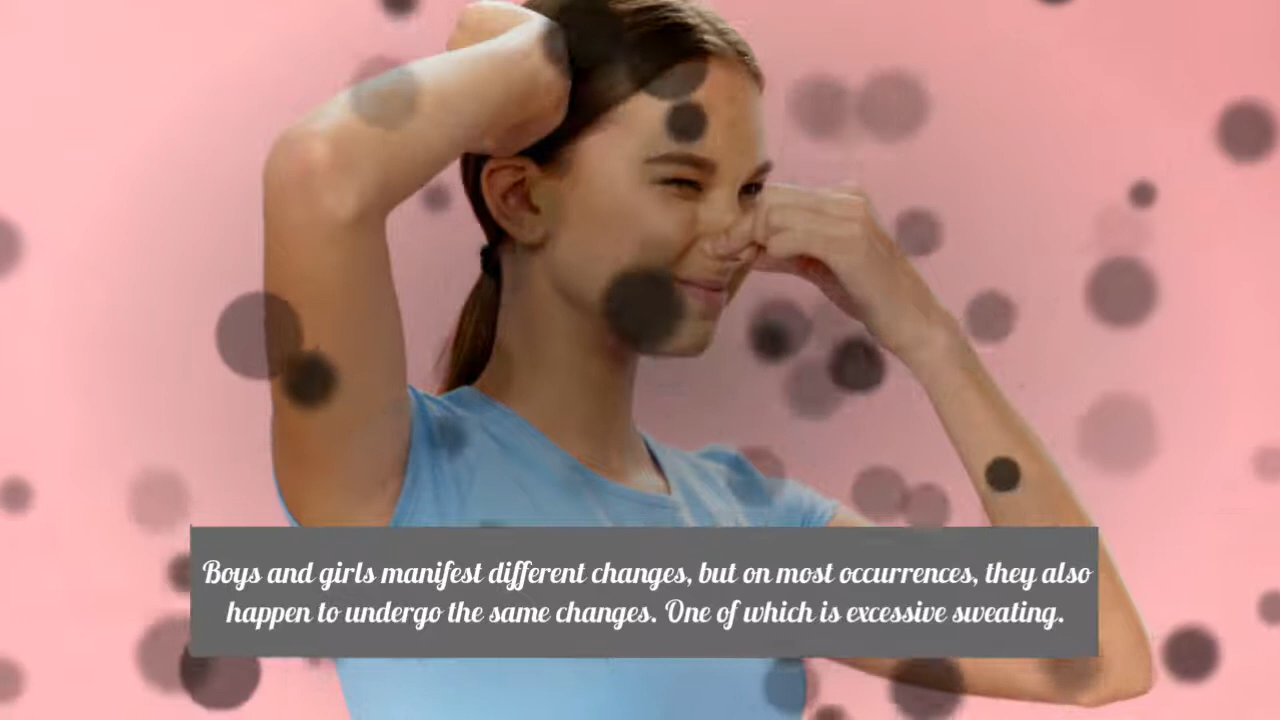 Boys and girls manifest different changes, but on most occurrences, they also
happen to undergo the same changes. One of which is excessive sweating.